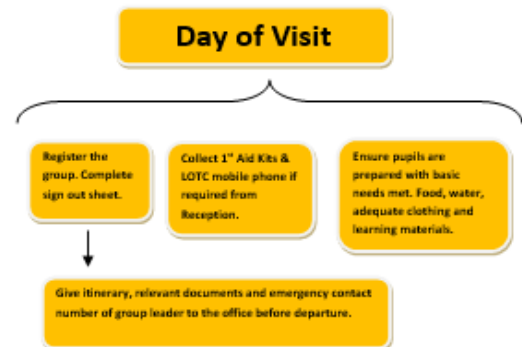 Day of Visit
Register the
group. Complete
sign out sheet.
Collect 1st Aid Kits &
LOTC mobile phone if
required from
Reception.
Ensure pupils are
prepared with basic
needs met. Food, water,
adequate clothing and
learning materials.
Give itinerary, relevant documents and emergency contact
number of group leader to the office before departure.